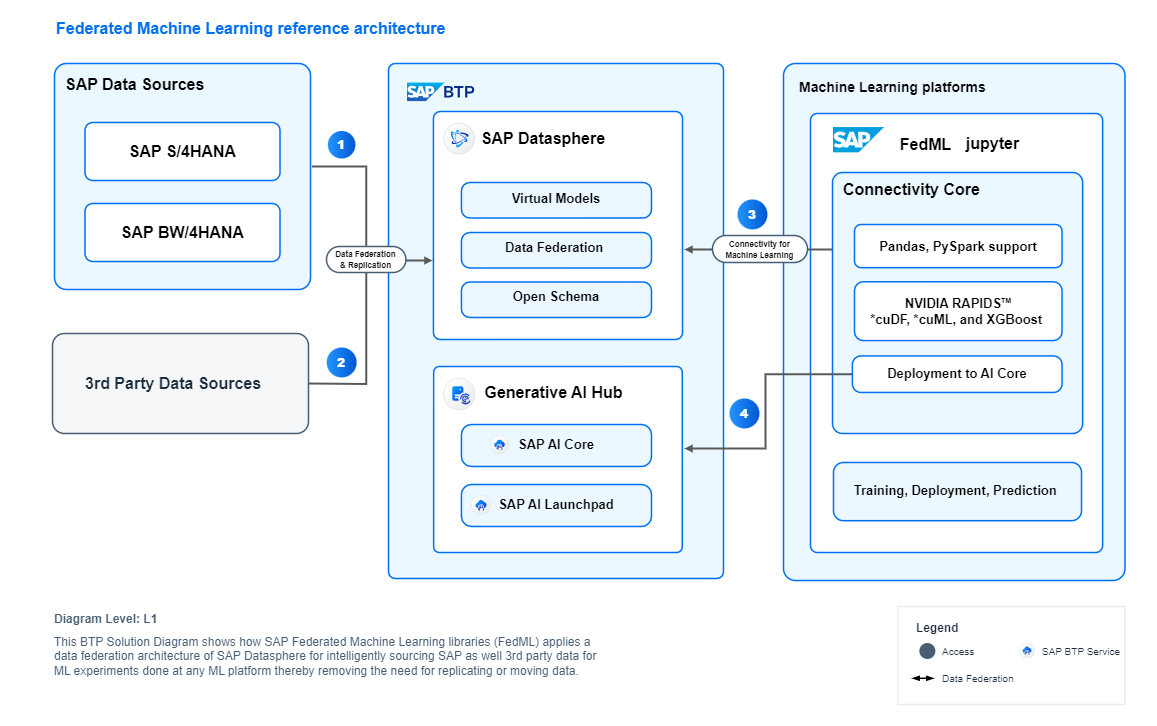 Federated Machine Learning reference architecture
SAP Data Sources
SAP S/4HANA
SAP BW/4HANA
3rd Party Data Sources
1
2
Data Federation
& Replication
SAP BTP
SAP Datasphere
Virtual Models
Data Federation
Open Schema
Generative AI Hub
SAP AI Core
SAP AI Launchpad
3
Connectivity for
Machine Learning
4
Machine Learning platforms
SAP FedML jupyter
Connectivity Core
Pandas, PySpark support
NVIDIA RAPIDS™
*cuDF, *cuML, and XGBoost
Deployment to AI Core
Training, Deployment, Prediction
Diagram Level: L1
This BTP Solution Diagram shows how SAP Federated Machine Learning libraries (FedML) applies a
data federation architecture of SAP Datasphere for intelligently sourcing SAP as well 3rd party data for
ML experiments done at any ML platform thereby removing the need for replicating or moving data.
Legend
Access
SAP BTP Service
Data Federation